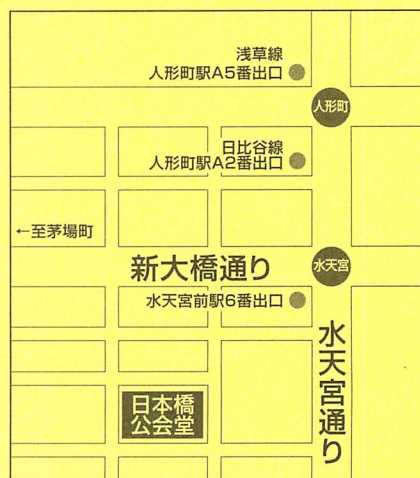 浅草線
人形町駅A5番出口
人形町
日比谷線
人形町駅A2番出口
←至茅場町
新大橋通り
水天宮
水天宮前駅6番出口
水天宮通り
日本橋
公会堂